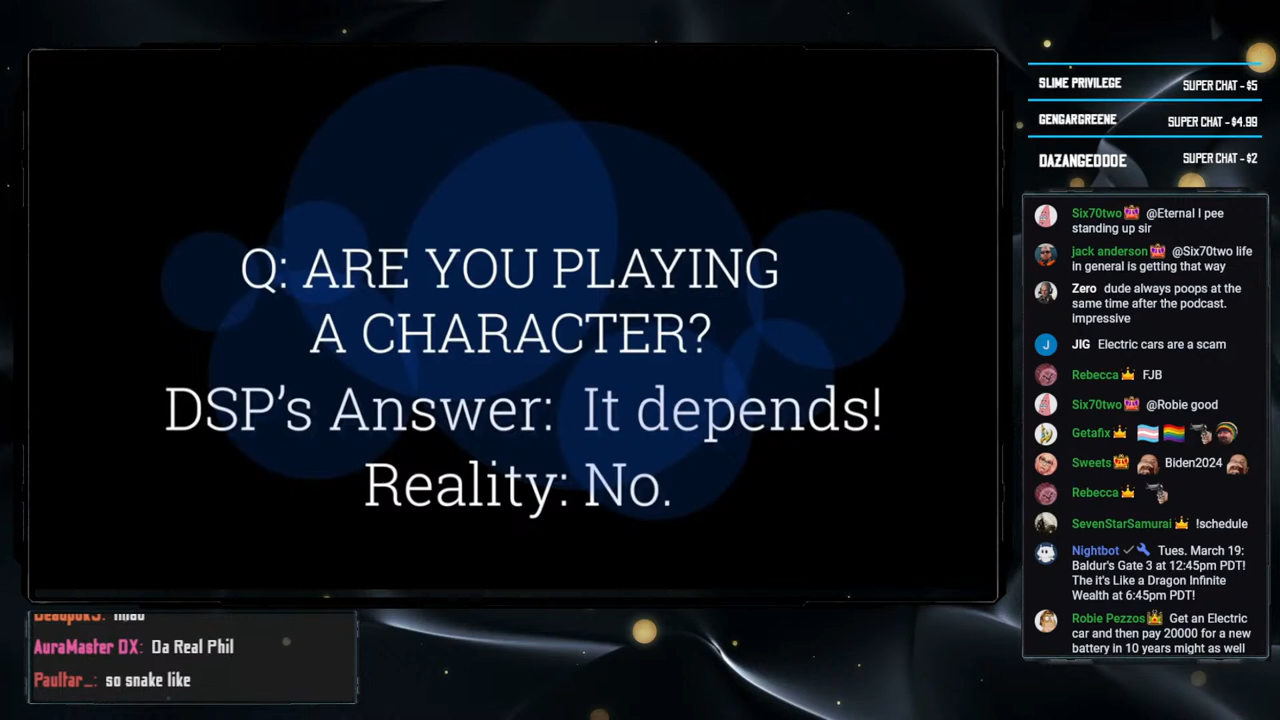 Q: ARE YOU PLAYING
A CHARACTER?
DSP's Answer: It depends!
Reality: No.
SLIME PRIVILEGE SUPER CHAT - $5
GENGARGREENE SUPER CHAT - $4.99
DAZANGEDDOE SUPER CHAT - $2
Six70two @Eternal I pee
standing up sir
jack anderson @Six70two life
in general is getting that way
Zero dude always poops at the
same time after the podcast.
impressive
J JIG Electric cars are a scam
Rebecca FJB
Six70two @Robie good
Getafix
Sweets Biden2024
Rebecca
SevenStarSamurai !schedule
Nightbot Tues. March 19:
Baldur's Gate 3 at 12:45pm PDT!
The it's Like a Dragon Infinite
Wealth at 6:45pm PDT!
Robie Pezzos Get an Electric
car and then pay 20000 for a new
battery in 10 years might as well
AuraMaster DX: Da Real Phil
Paultar_: so snake like